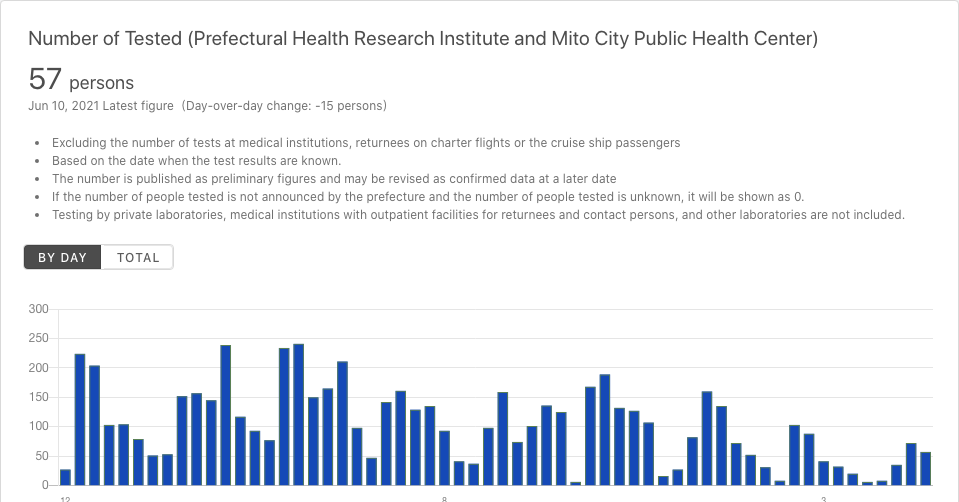 Number of Tested (Prefectural Health Research Institute and Mito City Public Health Center)
57 persons
Jun 10, 2021 Latest figure (Day-over-day change: -15 persons)
• Excluding the number of tests at medical institutions, returnees on charter flights or the cruise ship passengers
• Based on the date when the test results are known.
• The number is published as preliminary figures and may be revised as confirmed data at a later date
• If the number of people tested is not announced by the prefecture and the number of people tested is unknown, it will be shown as 0.
• Testing by private laboratories, medical institutions with outpatient facilities for returnees and contact persons, and other laboratories are not included.
BY DAY TOTAL
300
250
200
150
100
50
0
12 8 3